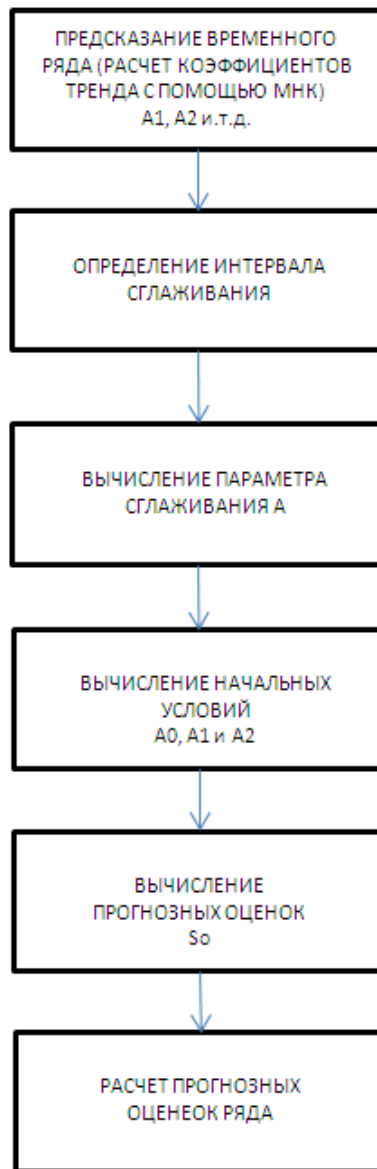 ПРЕДСКАЗАНИЕ ВРЕМЕННОГО
РЯДА (РАСЧЕТ КОЭФФИЦИЕНТОВ
ТРЕНДА С ПОМОЩЬЮ МНК)
А1, А2 и.т.д.
ОПРЕДЕЛЕНИЕ ИНТЕРВАЛА
СГЛАЖИВАНИЯ
ВЫЧИСЛЕНИЕ ПАРАМЕТРА
СГЛАЖИВАНИЯ А
ВЫЧИСЛЕНИЕ НАЧАЛЬНЫХ
УСЛОВИЙ
А0, А1 и А2
ВЫЧИСЛЕНИЕ
ПРОГНОЗНЫХ ОЦЕНОК
So
РАСЧЕТ ПРОГНОЗНЫХ
ОЦЕНЕОК РЯДА